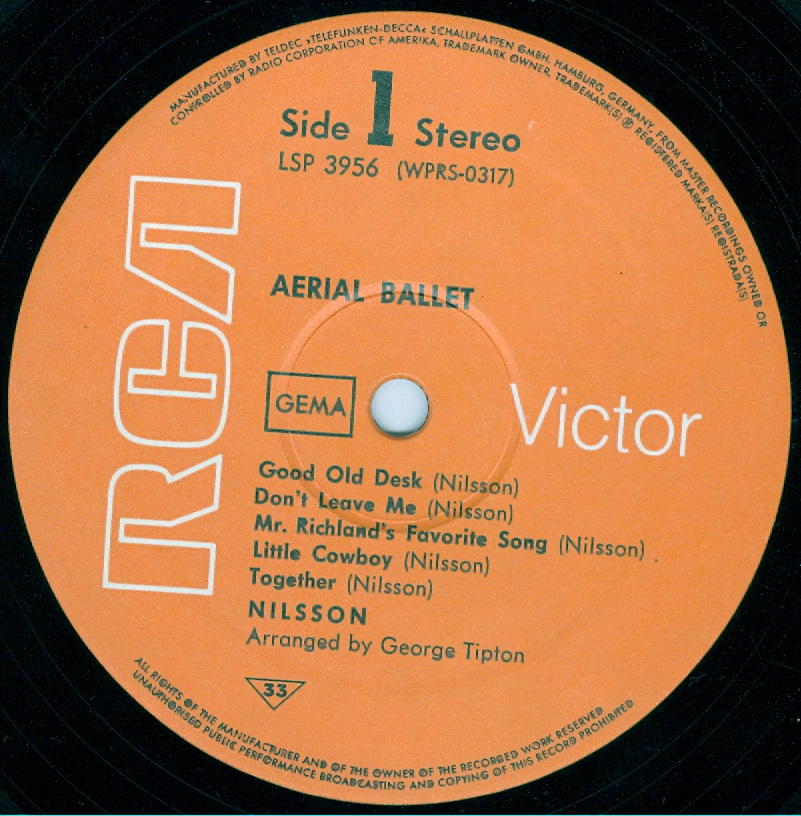 MANUFACTURED BY TELDEC »TELEFUNKEN-DECCA« SCHALLPLATTEN GMBH. HAMBURG, GERMANY, FROM MASTER RECORDINGS OWNED OR
CONTROLLED BY RADIO CORPORATION OF AMERIKA, TRADEMARK OWNER. TRADEMARK(S) ® REGISTERED MARKA(S) REGISTRADA(S)
Side 1 Stereo
LSP 3956 (WPRS-0317)
RCA
AERIAL BALLET
GEMA
Victor
Good Old Desk (Nilsson)
Don't Leave Me (Nilsson)
Mr. Richland's Favorite Song (Nilsson)
Little Cowboy (Nilsson)
Together (Nilsson)
NILSSON
Arranged by George Tipton
33
ALL RIGHTS OF THE MANUFACTURER AND OF THE OWNER OF THE RECORDED WORK RESERVED
UNAUTHORISED PUBLIC PERFORMANCE BROADCASTING AND COPYING OF THIS RECORD PROHIBITED